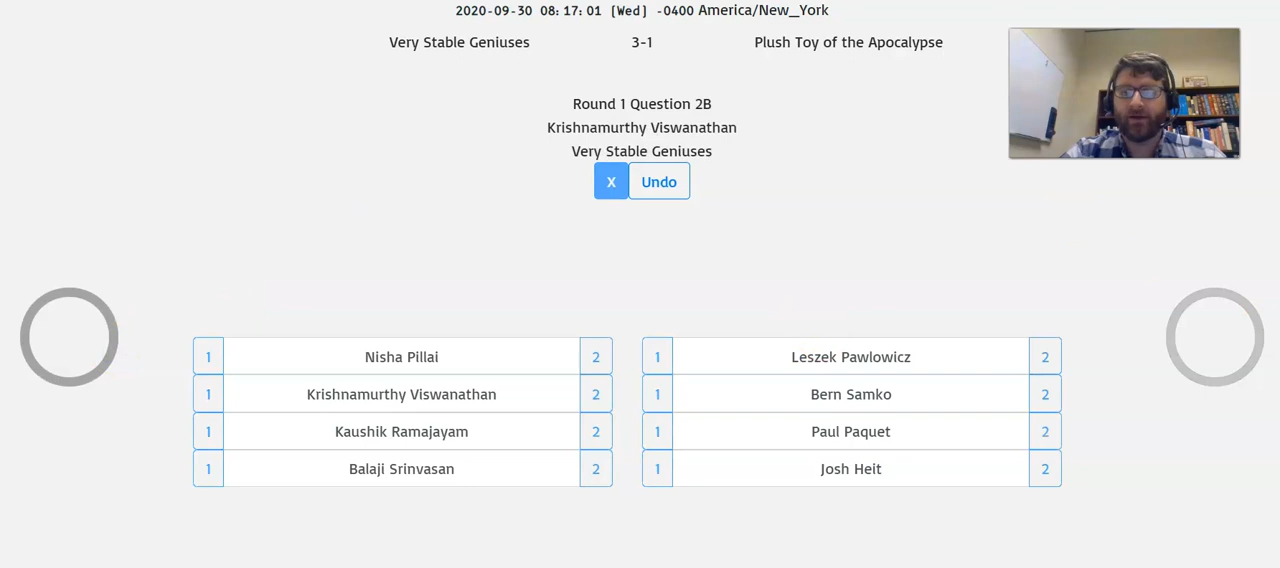 2020-09-30 08:17:01 [Wed] -0400 America/New_York
Very Stable Geniuses 3-1 Plush Toy of the Apocalypse
Round 1 Question 2B
Krishnamurthy Viswanathan
Very Stable Geniuses
X Undo
1 Nisha Pillai 2 1 Leszek Pawlowicz 2
1 Krishnamurthy Viswanathan 2 1 Bern Samko 2
1 Kaushik Ramajayam 2 1 Paul Paquet 2
1 Balaji Srinvasan 2 1 Josh Heit 2